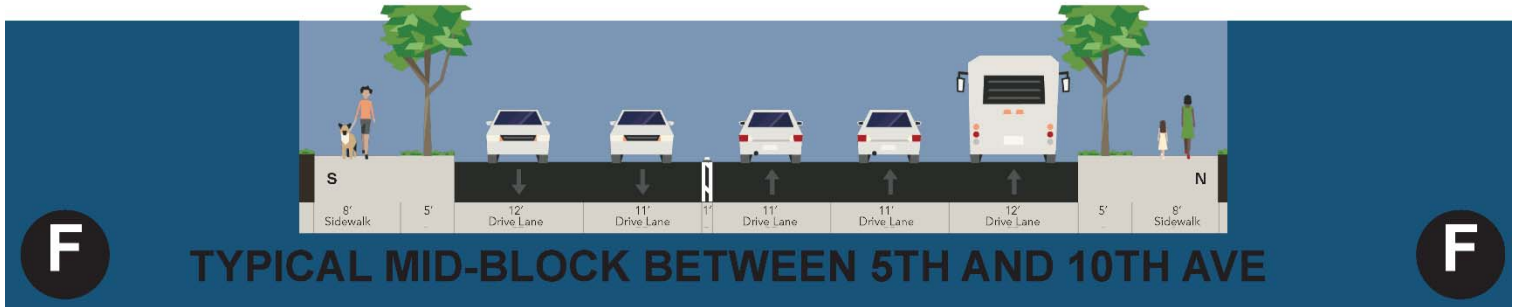 S
N
8' 5' 12' 11' 1' 11' 11' 12' 5' 8'
Sidewalk Drive Lane Drive Lane Drive Lane Drive Lane Drive Lane Sidewalk
F
F
TYPICAL MID-BLOCK BETWEEN 5TH AND 10TH AVE